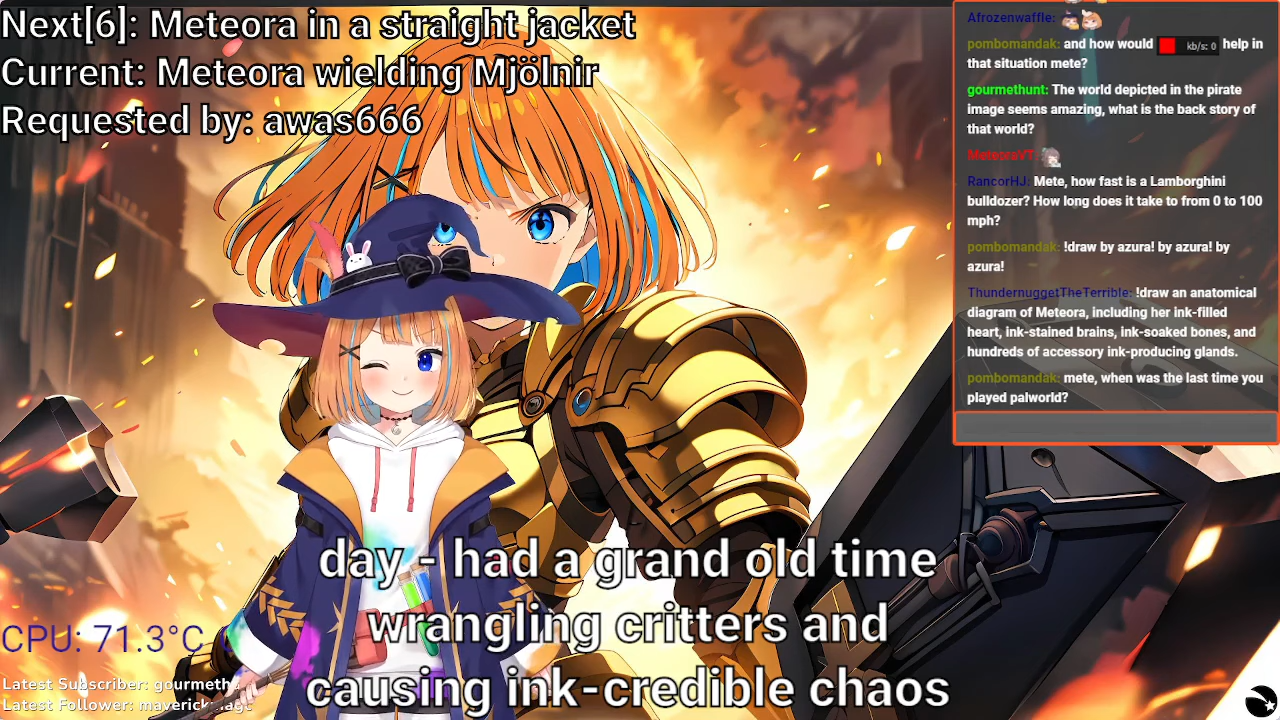 Next[6]: Meteora in a straight jacket
Current: Meteora wielding Mjölnir
Requested by: awas666
Afrozenwaffle:
pombomandak: and how would kb/s: 0 help in
that situation mete?
gourmethunt: The world depicted in the pirate
image seems amazing, what is the back story of
that world?
MeteoraVT:
RancorHJ: Mete, how fast is a Lamborghini
bulldozer? How long does it take to from 0 to 100
mph?
pombomandak: !draw by azura! by azura! by
azura!
ThundernuggetTheTerrible: !draw an anatomical
diagram of Meteora, including her ink-filled
heart, ink-stained brains, ink-soaked bones, and
hundreds of accessory ink-producing glands.
pombomandak: mete, when was the last time you
played palworld?
day - had a grand old time
wrangling critters and
causing ink-credible chaos
CPU: 71.3°C
Latest Subscriber:
Latest Follower: